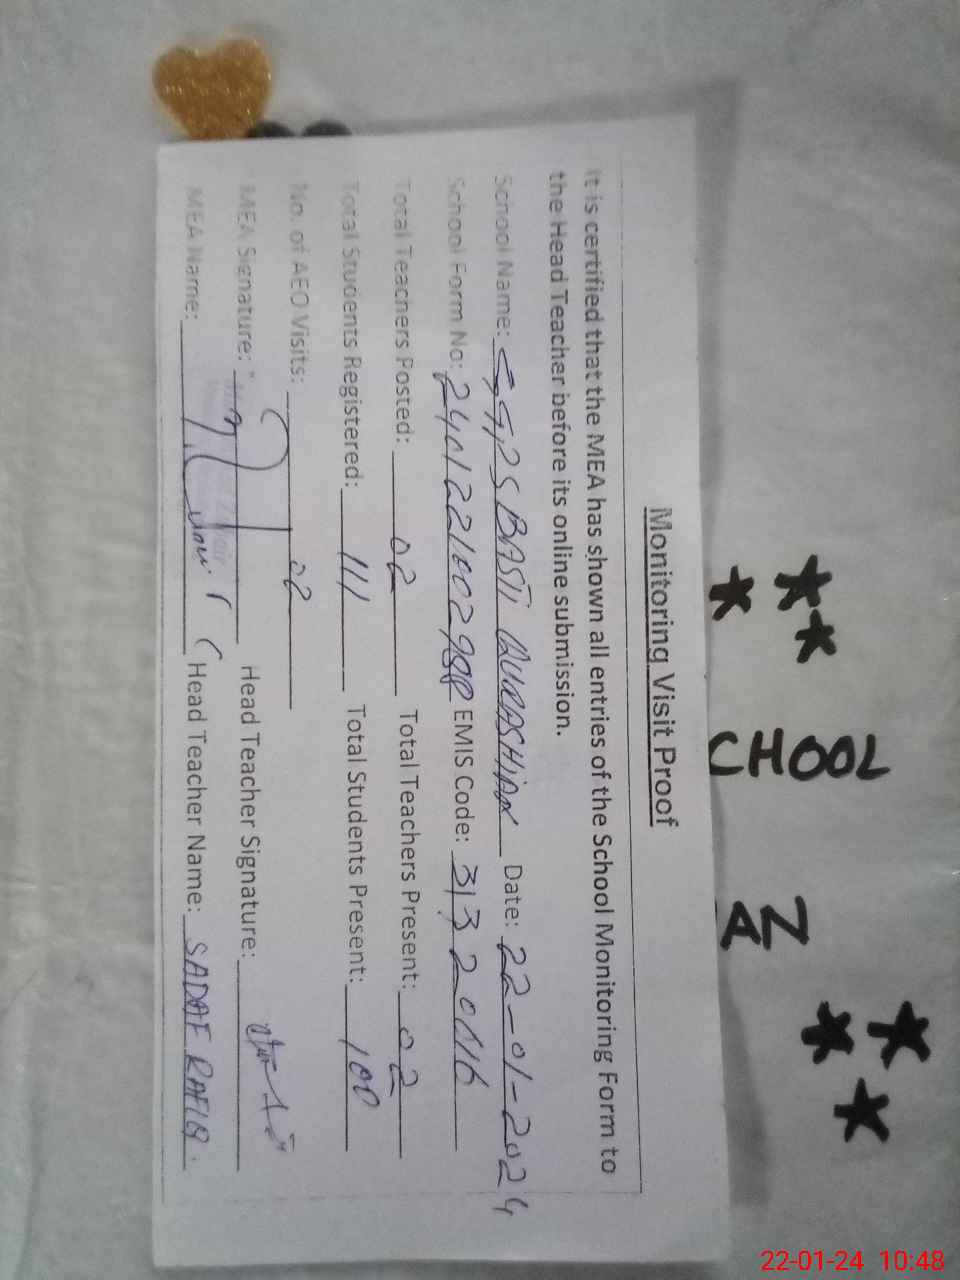 Monitoring Visit Proof
It is certified that the MEA has shown all entries of the School Monitoring Form to
the Head Teacher before its online submission.
School Name: GGPS BASTI QURASHIAN Date: 22-01-2024
School Form No: EMIS Code: 31320116
Total Teachers Posted: 02 Total Teachers Present: 02
Total Students Registered: 111 Total Students Present: 100
No. of AEO Visits: 02
MEA Signature: Head Teacher Signature:
MEA Name: Head Teacher Name: SADAF RAFIQ.
CHOOL
AZ
22-01-24 10:48